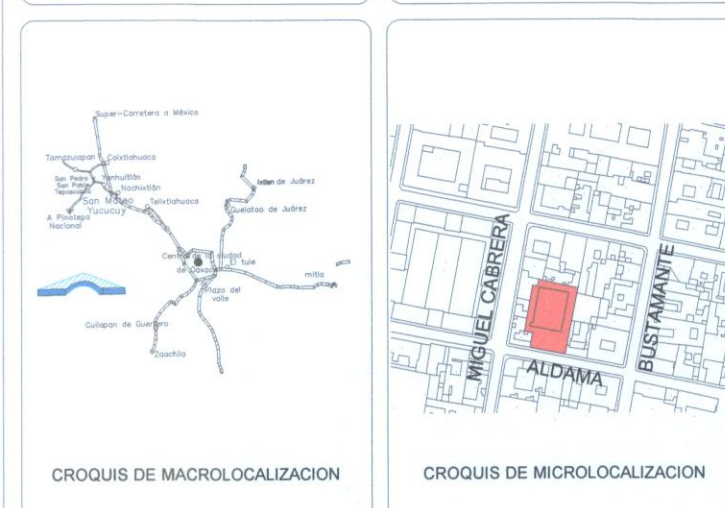 Super-Carretera a México
Tamazulapan
Coixtlahuaca
San Pedro
San Pablo
Yanhuitlán
Nochixtlán
San Mateo
Yucucuy
Telixtlahuaca
A Pinotepa
Nacional
de Juárez
Guelatao de Juárez
Centro de la ciudad
de Oaxaca
El tule
mitla
Plaza del
valle
Cuilapan de Guerrero
Zaachila
CROQUIS DE MACROLOCALIZACION
MIGUEL CABRERA
ALDAMA
BUSTAMANTE
CROQUIS DE MICROLOCALIZACION